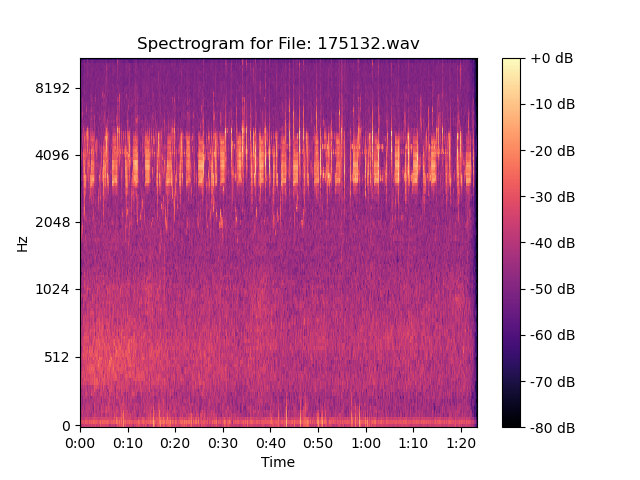 Spectrogram for File: 175132.wav
Hz
8192
4096
2048
1024
512
0
0:00 0:10 0:20 0:30 0:40 0:50 1:00 1:10 1:20
Time
+0 dB
-10 dB
-20 dB
-30 dB
-40 dB
-50 dB
-60 dB
-70 dB
-80 dB